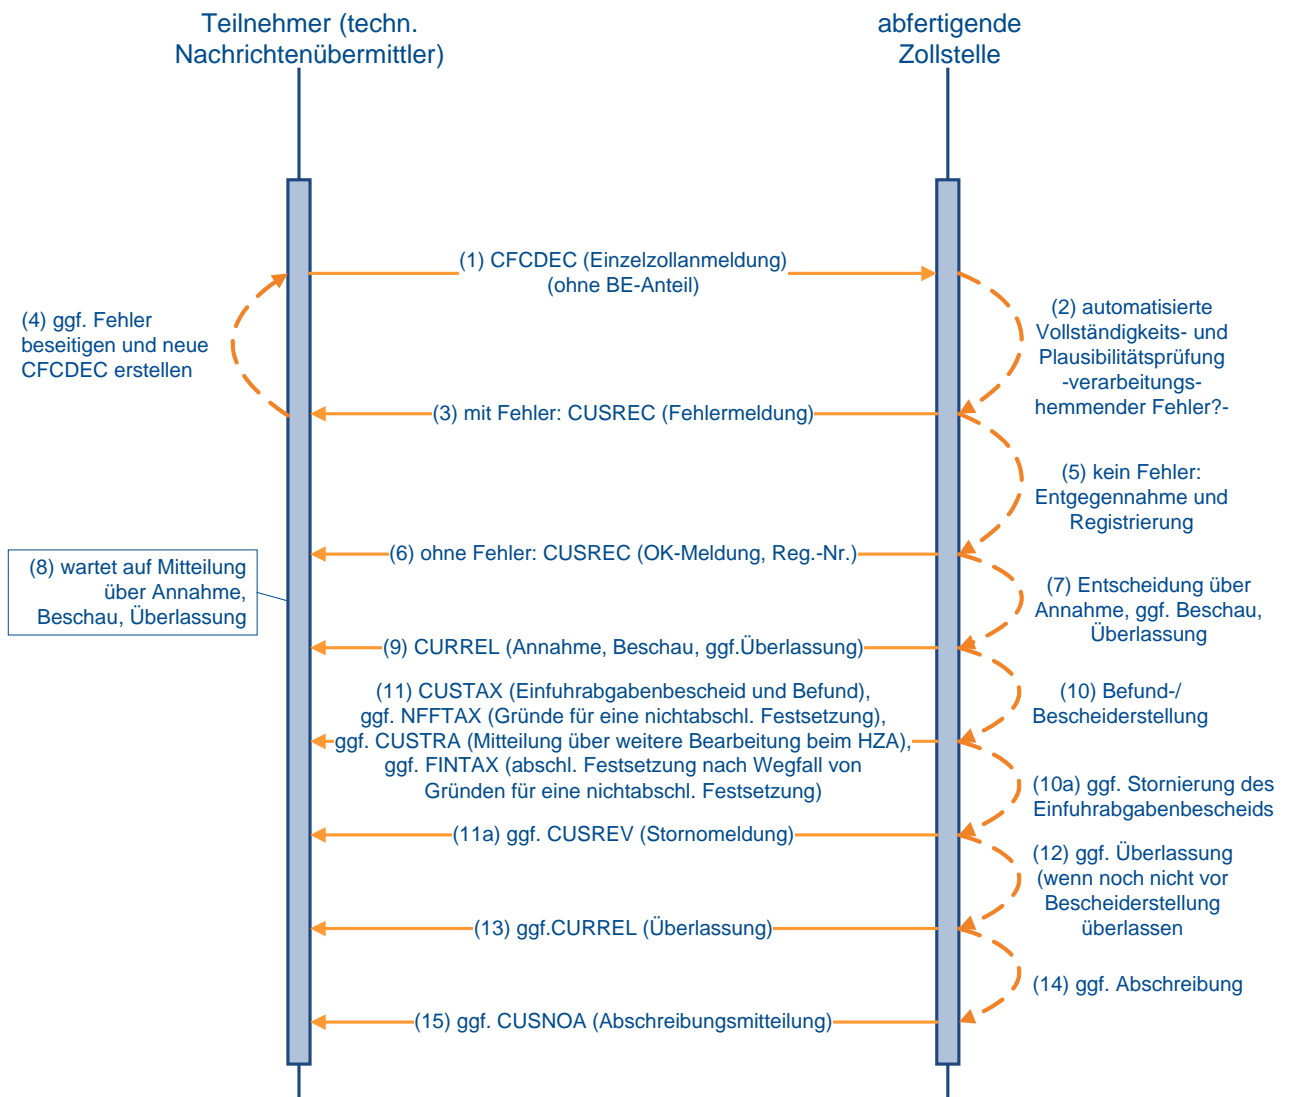 Teilnehmer (techn.
Nachrichtenübermittler)
abfertigende
Zollstelle
(1) CFCDEC (Einzelzollanmeldung)
(ohne BE-Anteil)
(2) automatisierte
Vollständigkeits- und
Plausibilitätsprüfung
-verarbeitungs-
hemmender Fehler?-
(4) ggf. Fehler
beseitigen und neue
CFCDEC erstellen
(3) mit Fehler: CUSREC (Fehlermeldung)
(5) kein Fehler:
Entgegennahme und
Registrierung
(6) ohne Fehler: CUSREC (OK-Meldung, Reg.-Nr.)
(7) Entscheidung über
Annahme, ggf. Beschau,
Überlassung
(8) wartet auf Mitteilung
über Annahme,
Beschau, Überlassung
(9) CURREL (Annahme, Beschau, ggf.Überlassung)
(10) Befund-/
Bescheiderstellung
(11) CUSTAX (Einfuhrabgabenbescheid und Befund),
ggf. NFFTAX (Gründe für eine nichtabschl. Festsetzung),
ggf. CUSTRA (Mitteilung über weitere Bearbeitung beim HZA),
ggf. FINTAX (abschl. Festsetzung nach Wegfall von
Gründen für eine nichtabschl. Festsetzung)
(10a) ggf. Stornierung des
Einfuhrabgabenbescheids
(11a) ggf. CUSREV (Stornomeldung)
(12) ggf. Überlassung
(wenn noch nicht vor
Bescheiderstellung
überlassen
(13) ggf.CURREL (Überlassung)
(14) ggf. Abschreibung
(15) ggf. CUSNOA (Abschreibungsmitteilung)